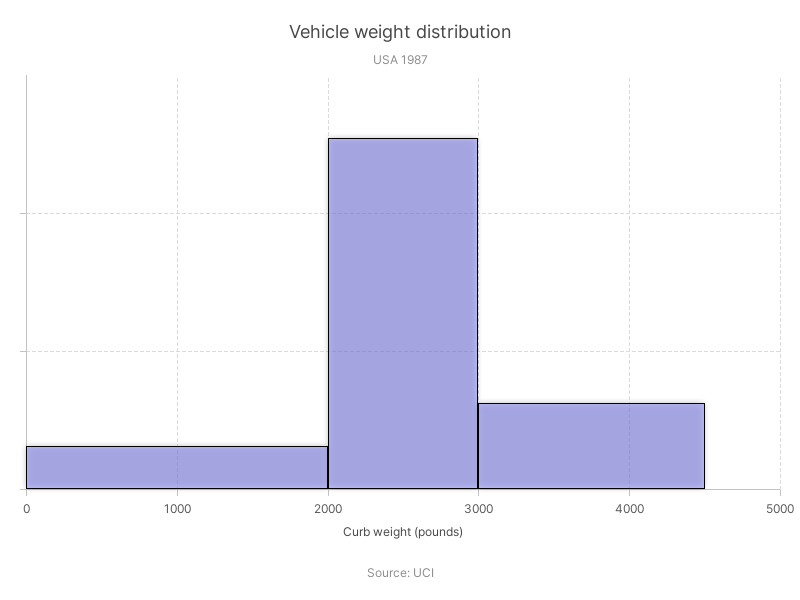 Vehicle weight distribution
USA 1987
0 1000 2000 3000 4000 5000
Curb weight (pounds)
Source: UCI